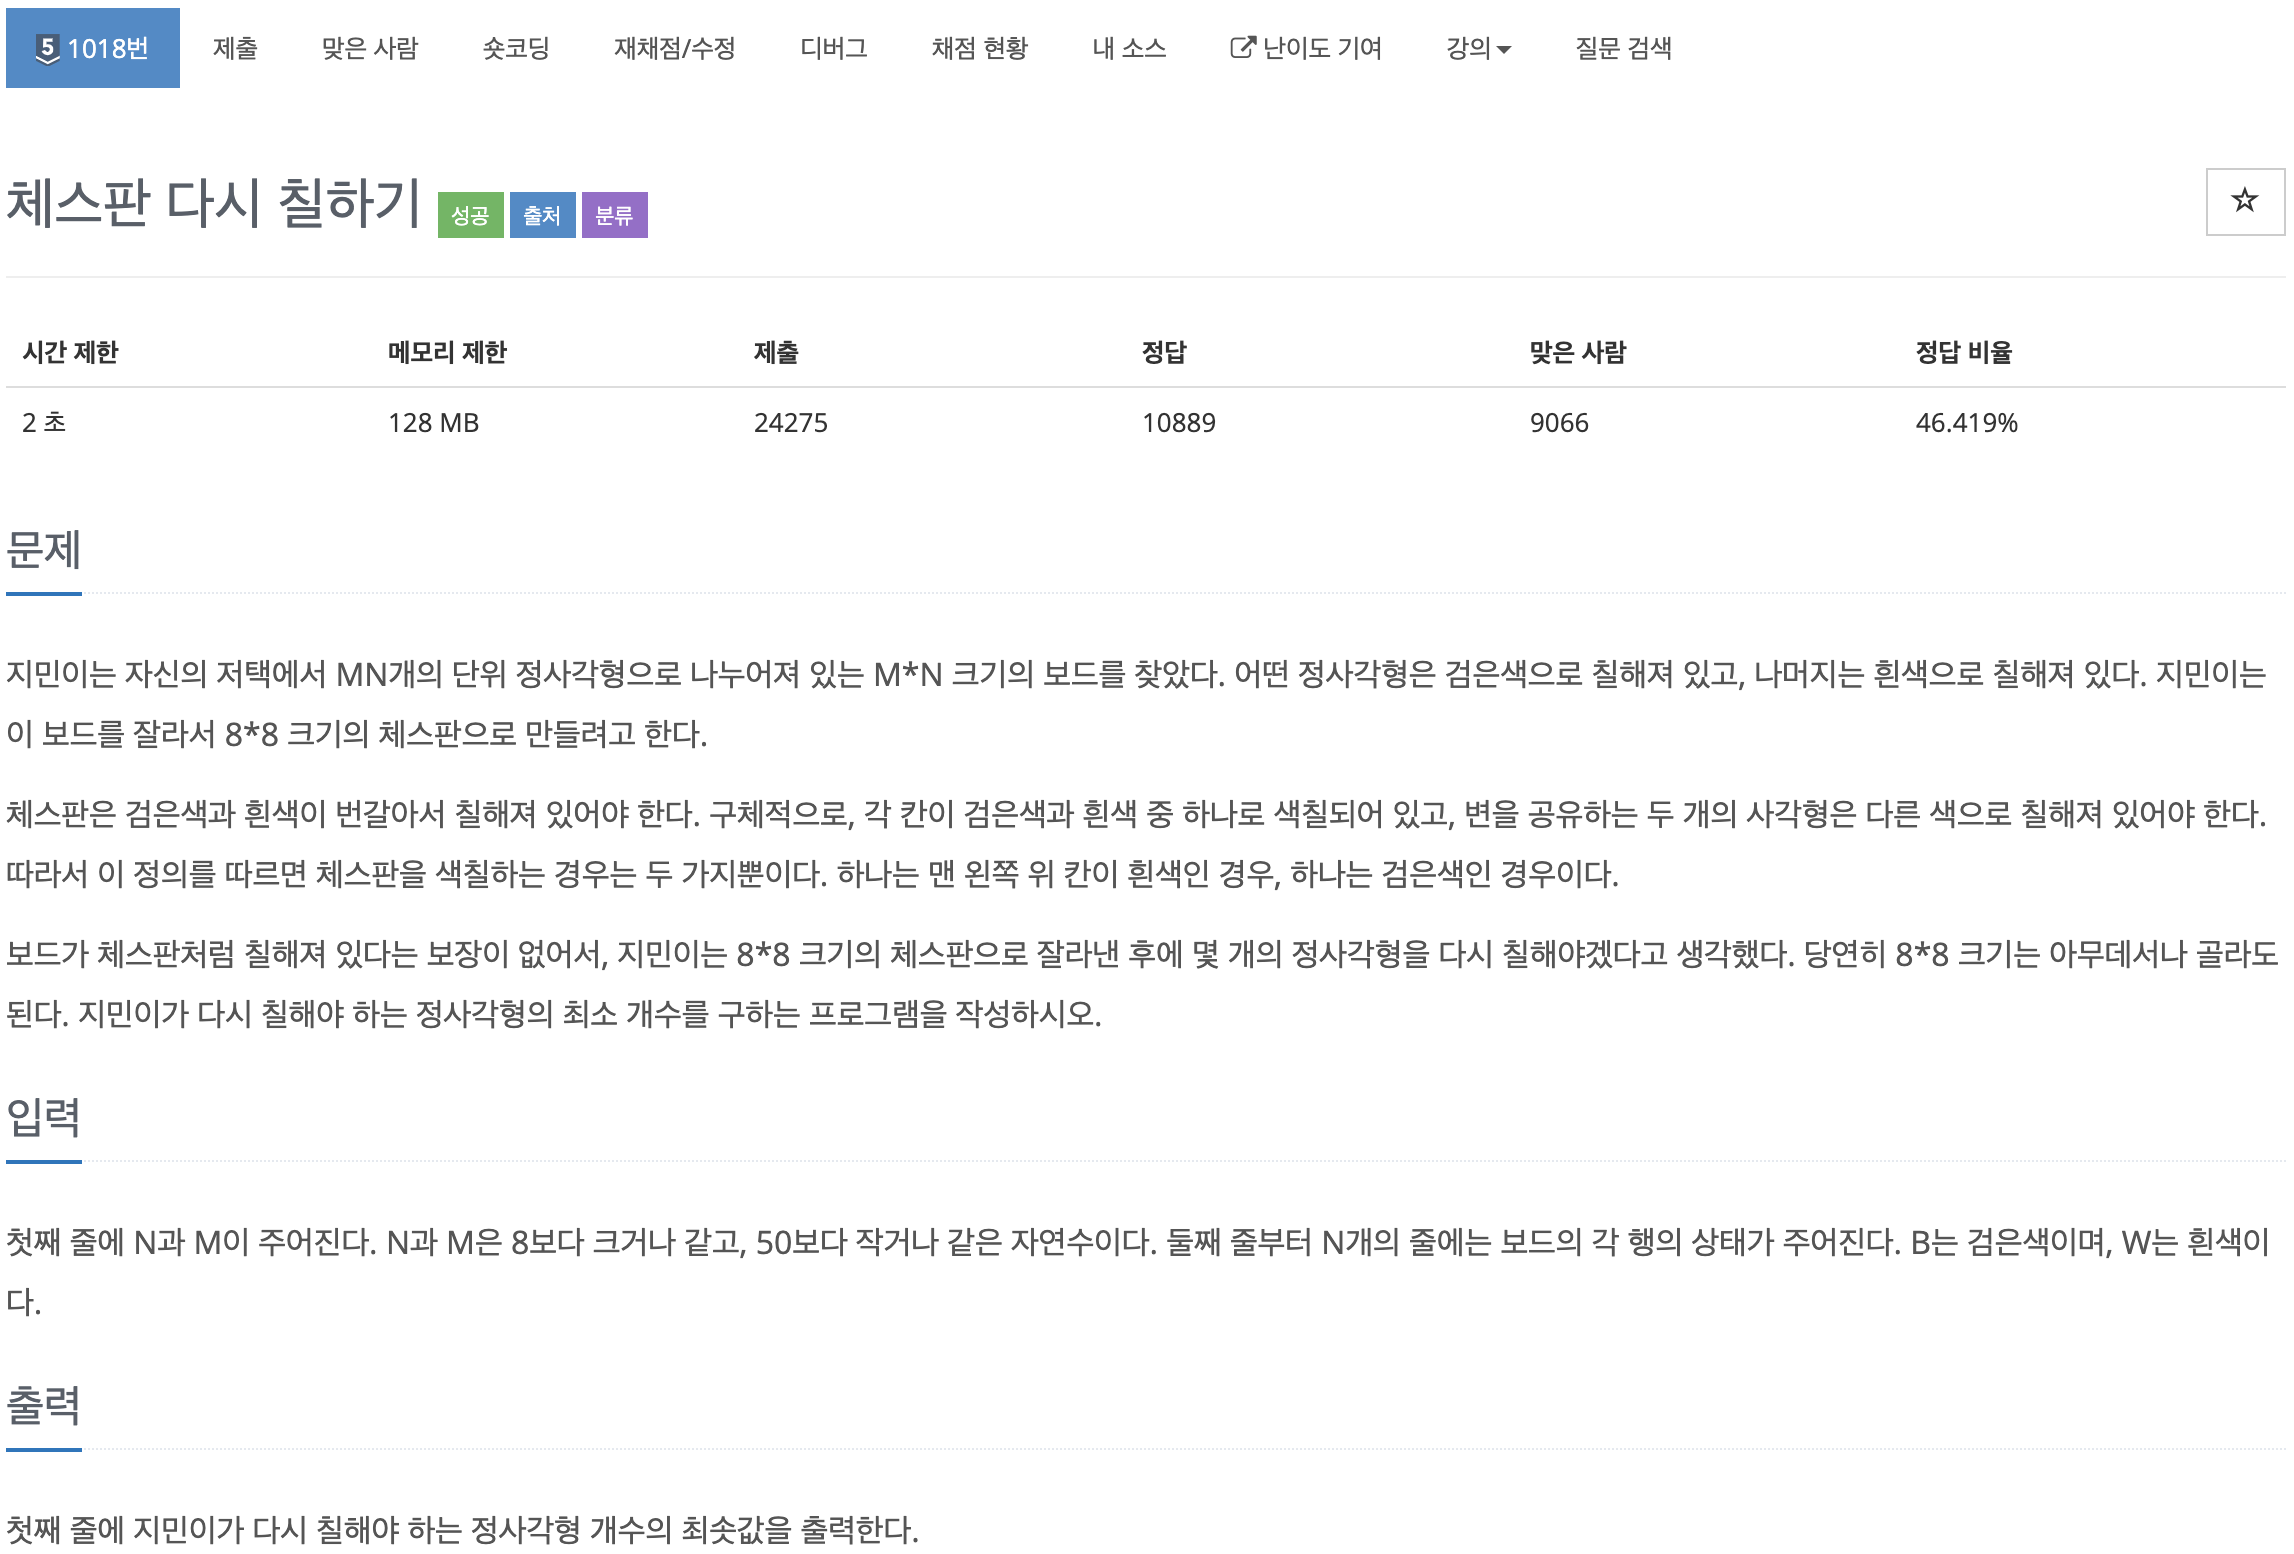 5 1018번 제출 맞은 사람 숏코딩 재채점/수정 디버그 채점 현황 내 소스 난이도 기여 강의 질문 검색
체스판 다시 칠하기 성공 출처 분류
시간 제한 메모리 제한 제출 정답 맞은 사람 정답 비율
2 초 128 MB 24275 10889 9066 46.419%
문제
지민이는 자신의 저택에서 MN개의 단위 정사각형으로 나누어져 있는 M*N 크기의 보드를 찾았다. 어떤 정사각형은 검은색으로 칠해져 있고, 나머지는 흰색으로 칠해져 있다. 지민이는
이 보드를 잘라서 8*8 크기의 체스판으로 만들려고 한다.
체스판은 검은색과 흰색이 번갈아서 칠해져 있어야 한다. 구체적으로, 각 칸이 검은색과 흰색 중 하나로 색칠되어 있고, 변을 공유하는 두 개의 사각형은 다른 색으로 칠해져 있어야 한다.
따라서 이 정의를 따르면 체스판을 색칠하는 경우는 두 가지뿐이다. 하나는 맨 왼쪽 위 칸이 흰색인 경우, 하나는 검은색인 경우이다.
보드가 체스판처럼 칠해져 있다는 보장이 없어서, 지민이는 8*8 크기의 체스판으로 잘라낸 후에 몇 개의 정사각형을 다시 칠해야겠다고 생각했다. 당연히 8*8 크기는 아무데서나 골라도
된다. 지민이가 다시 칠해야 하는 정사각형의 최소 개수를 구하는 프로그램을 작성하시오.
입력
첫째 줄에 N과 M이 주어진다. N과 M은 8보다 크거나 같고, 50보다 작거나 같은 자연수이다. 둘째 줄부터 N개의 줄에는 보드의 각 행의 상태가 주어진다. B는 검은색이며, W는 흰색이
다.
출력
첫째 줄에 지민이가 다시 칠해야 하는 정사각형 개수의 최솟값을 출력한다.